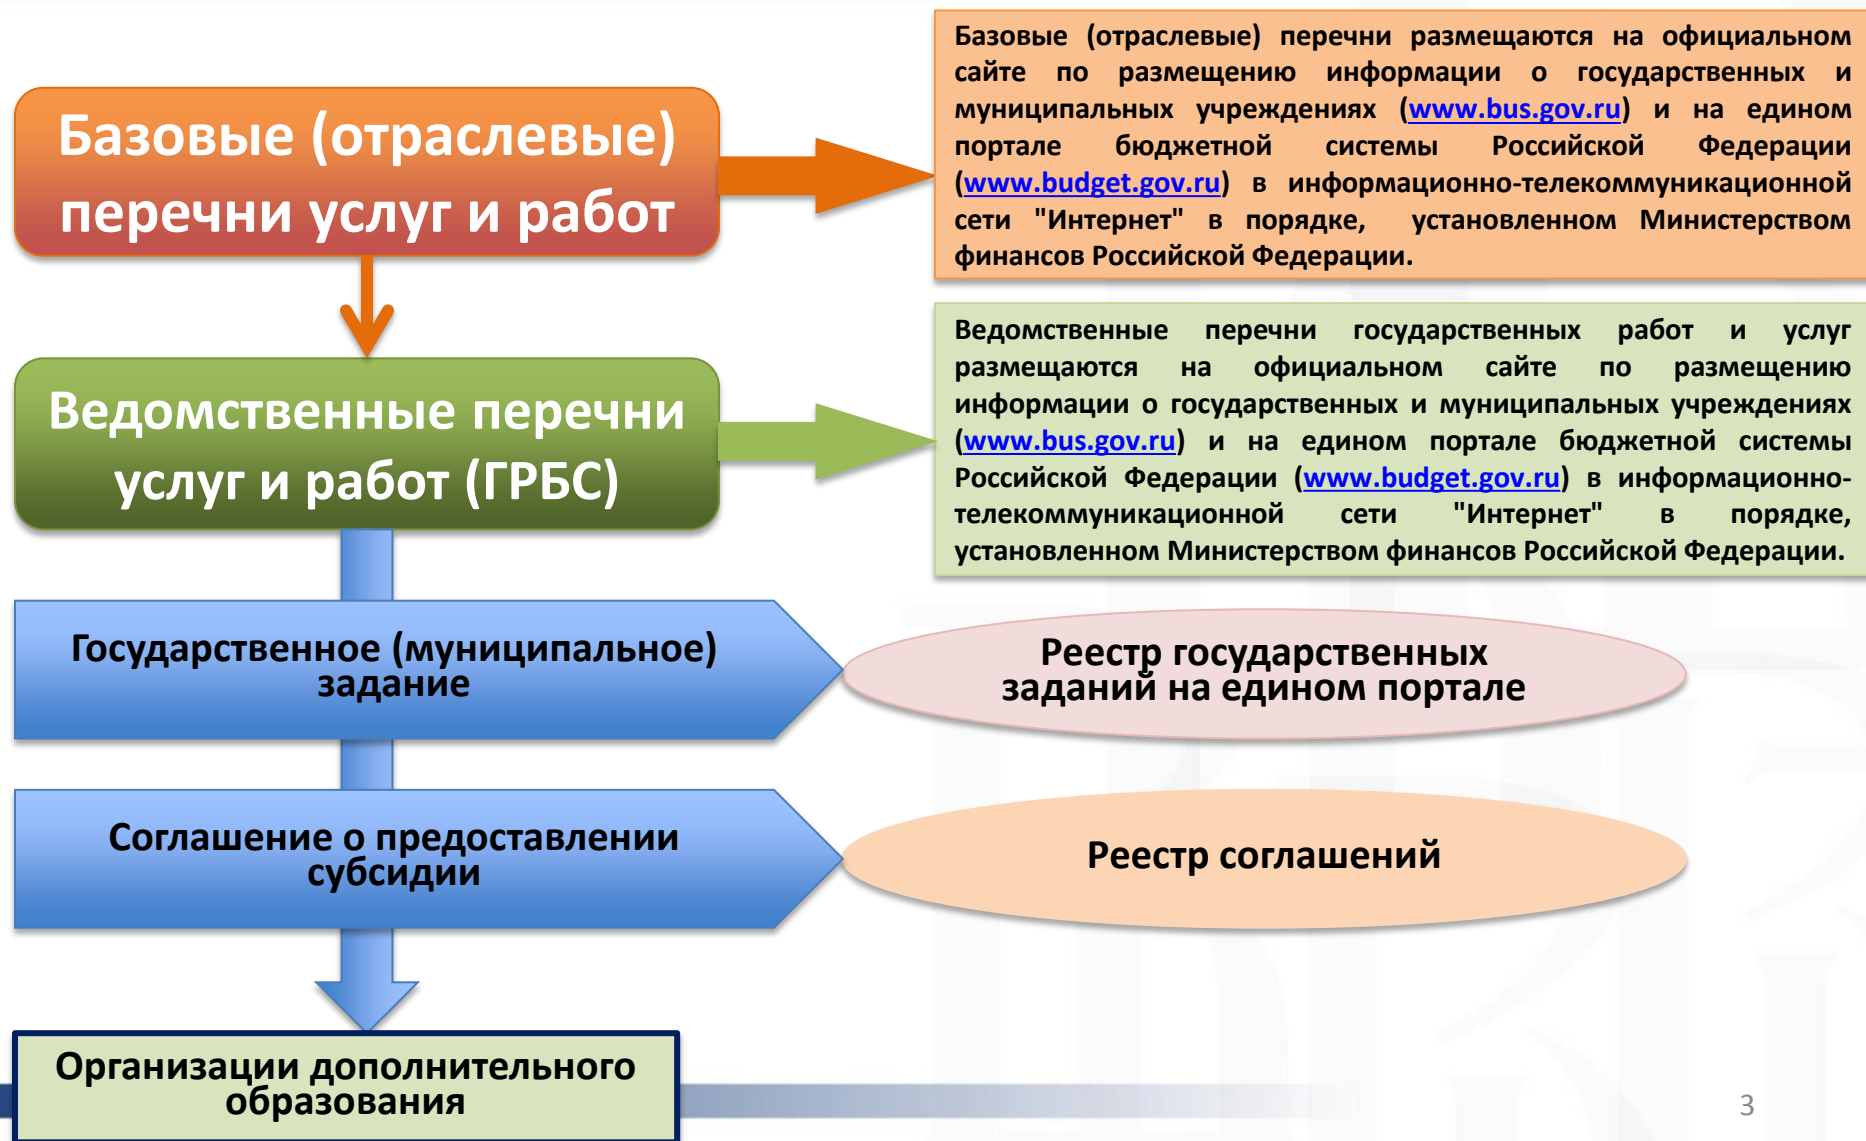 Базовые (отраслевые)
перечни услуг и работ
Базовые (отраслевые) перечни размещаются на официальном
сайте по размещению информации о государственных и
муниципальных учреждениях (www.bus.gov.ru) и на едином
портале бюджетной системы Российской Федерации
(www.budget.gov.ru) в информационно-телекоммуникационной
сети "Интернет" в порядке, установленном Министерством
финансов Российской Федерации.
Ведомственные перечни
услуг и работ (ГРБС)
Ведомственные перечни государственных работ и услуг
размещаются на официальном сайте по размещению
информации о государственных и муниципальных учреждениях
(www.bus.gov.ru) и на едином портале бюджетной системы
Российской Федерации (www.budget.gov.ru) в информационно-
телекоммуникационной сети "Интернет" в порядке,
установленном Министерством финансов Российской Федерации.
Государственное (муниципальное)
задание
Реестр государственных
заданий на едином портале
Соглашение о предоставлении
субсидии
Реестр соглашений
Организации дополнительного
образования
3